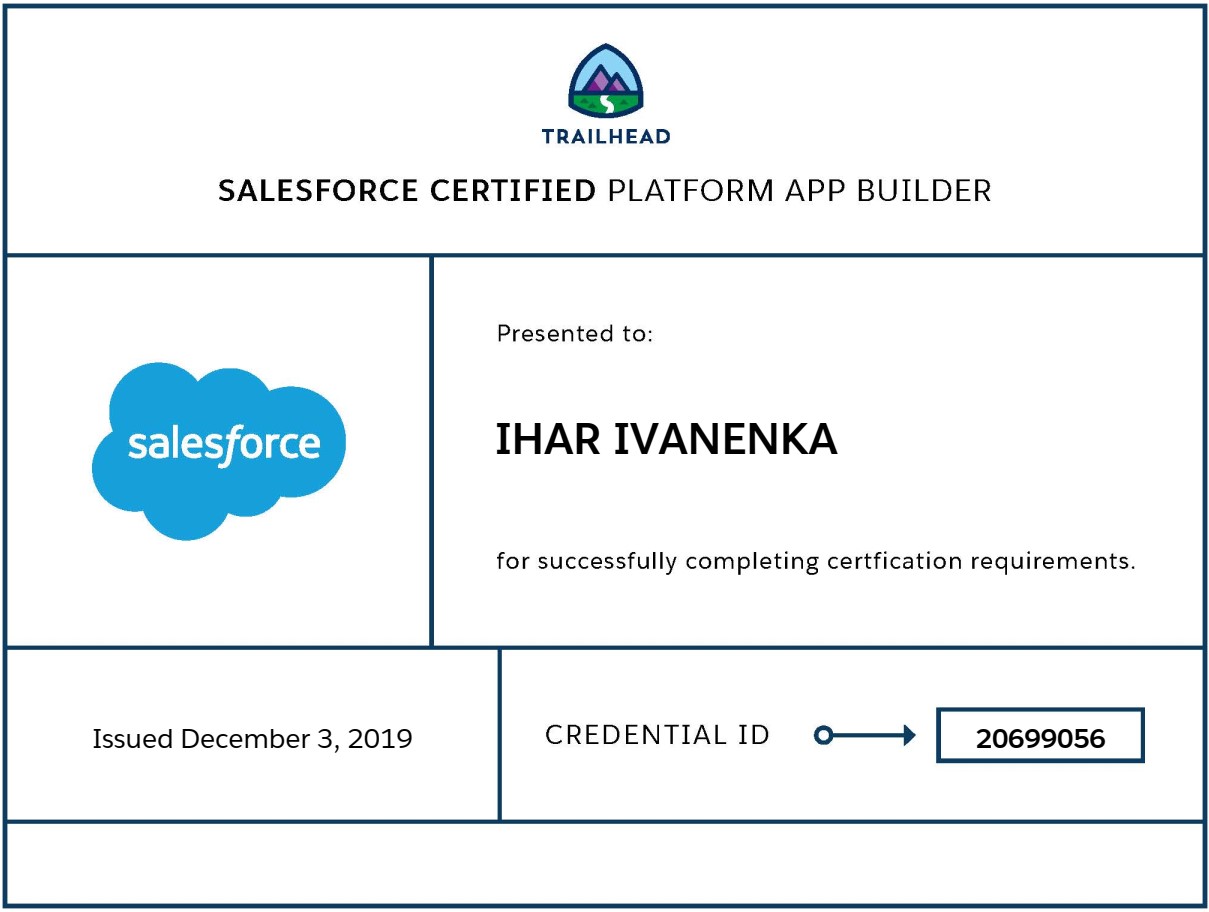 TRAILHEAD
SALESFORCE CERTIFIED PLATFORM APP BUILDER
salesforce
Presented to:
IHAR IVANENKA
for successfully completing certfication requirements.
Issued December 3, 2019
CREDENTIAL ID
20699056